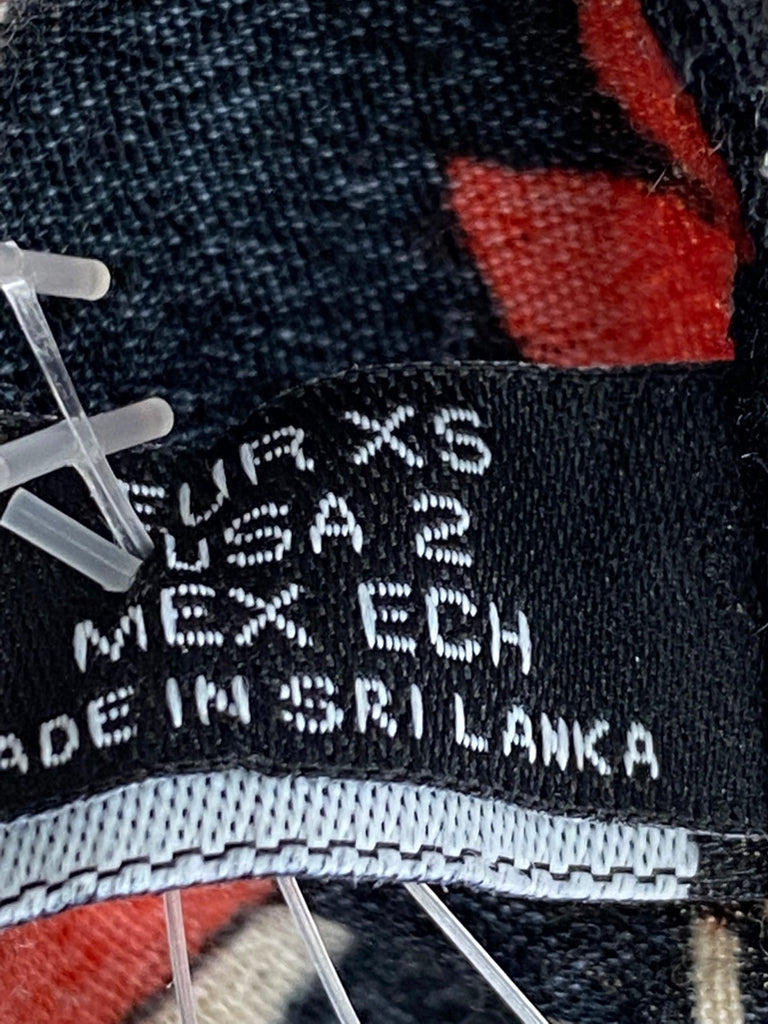 EUR XS
USA 2
MEX ECH
ADE IN SRI LANKA